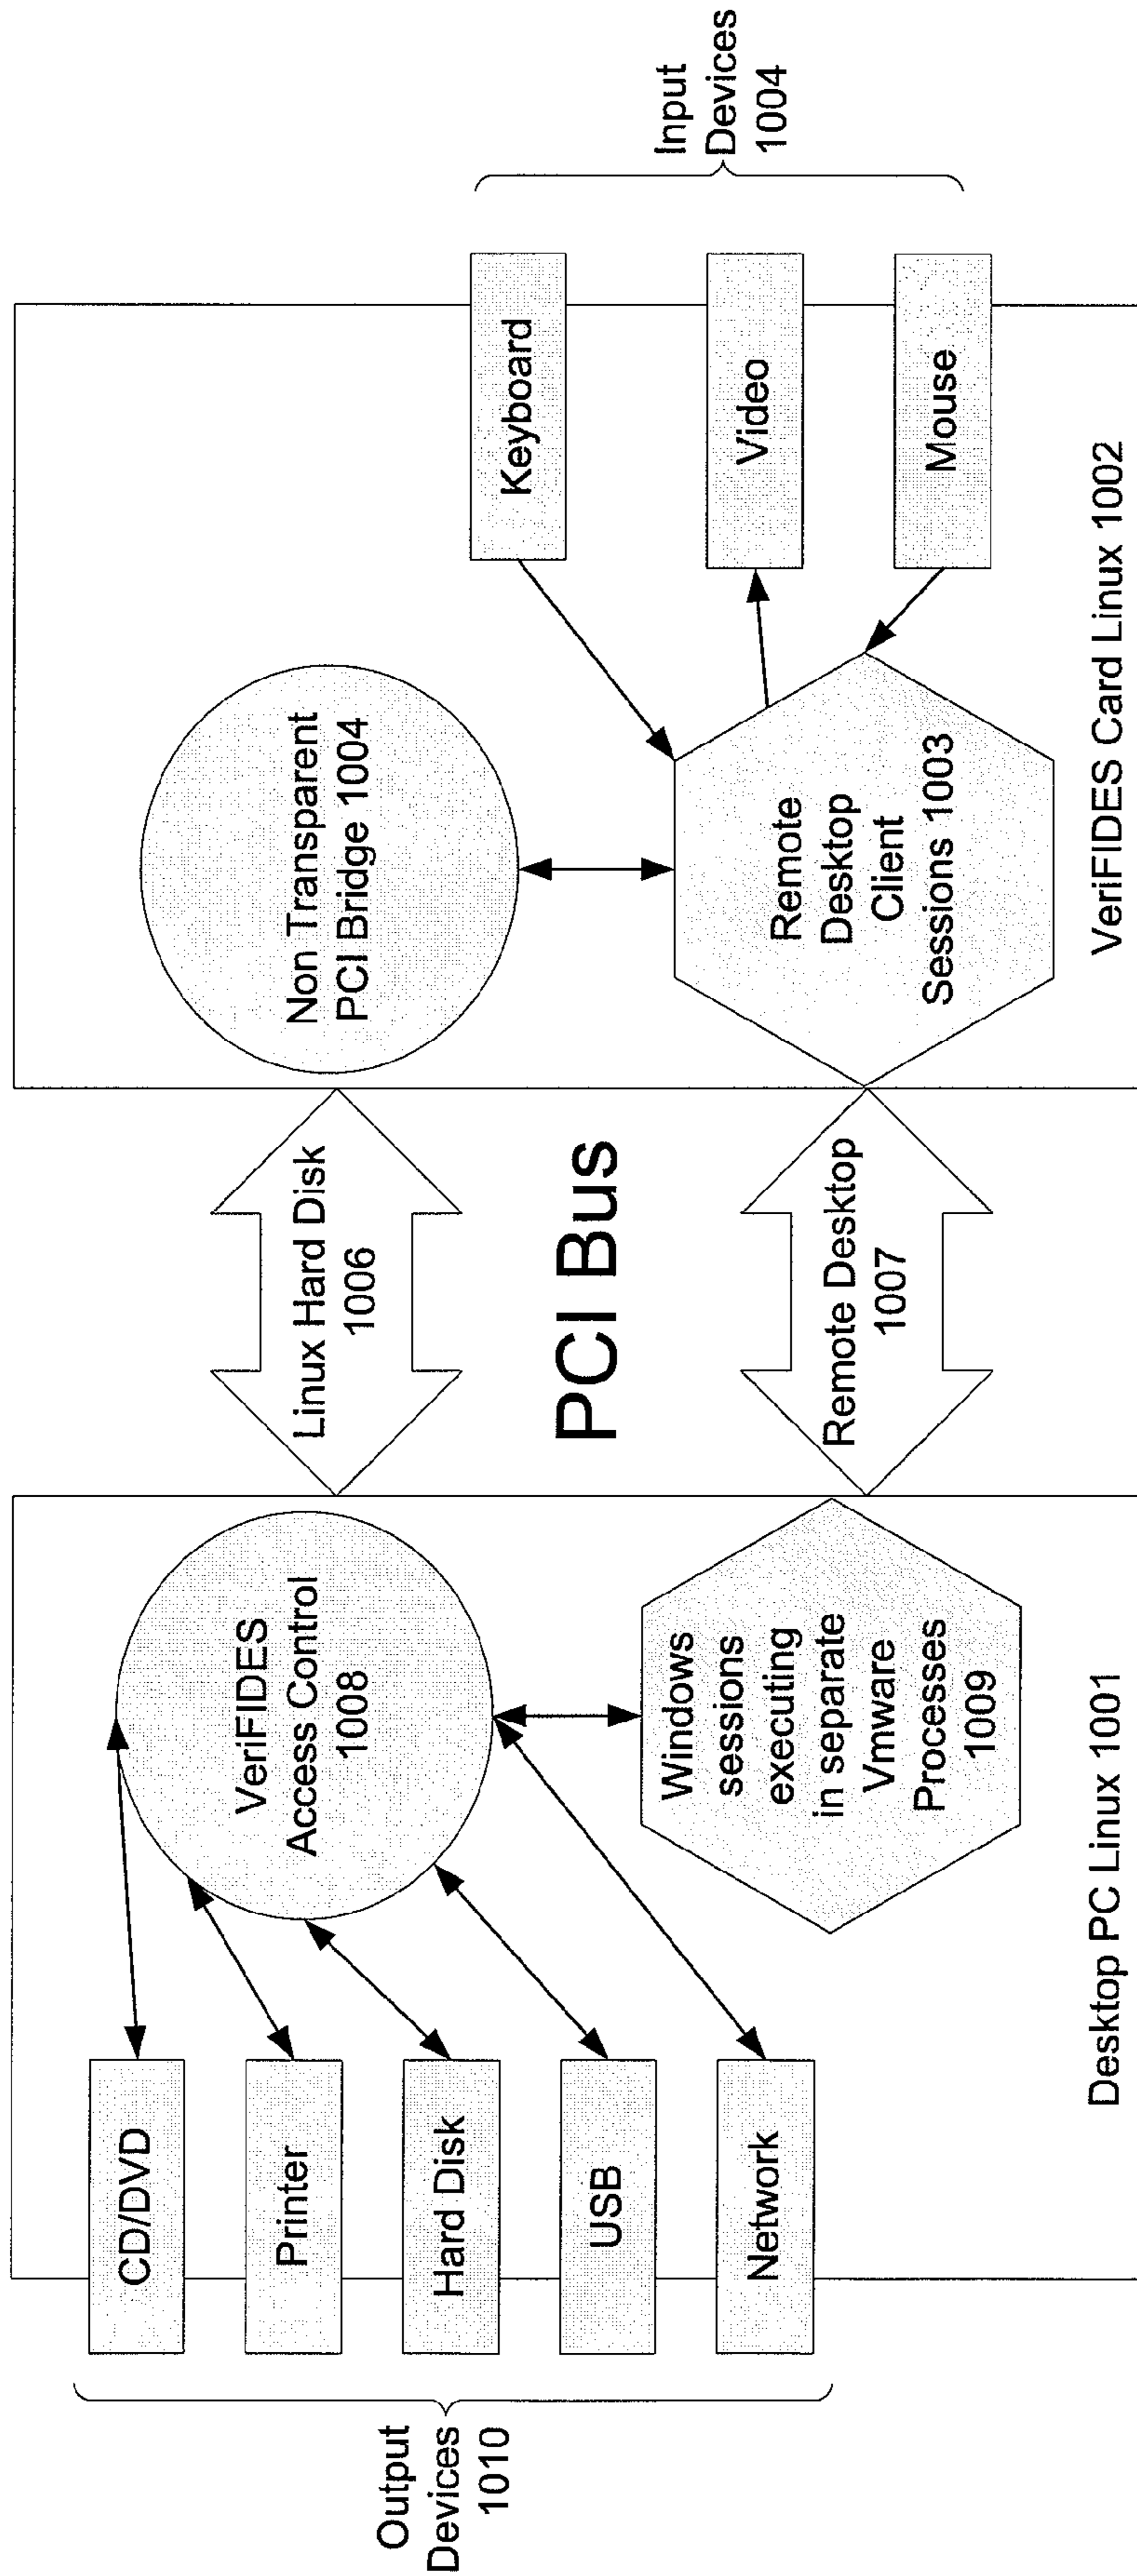 Output
Devices
1010
CD/DVD
Printer
Hard Disk
USB
Network
VeriFIDES
Access Control
1008
Windows
sessions
executing
in separate
Vmware
Processes
1009
Desktop PC Linux 1001
Linux Hard Disk
1006
PCI Bus
Remote Desktop
1007
Non Transparent
PCI Bridge 1004
Remote
Desktop
Client
Sessions 1003
Keyboard
Video
Mouse
VeriFIDES Card Linux 1002
Input
Devices
1004